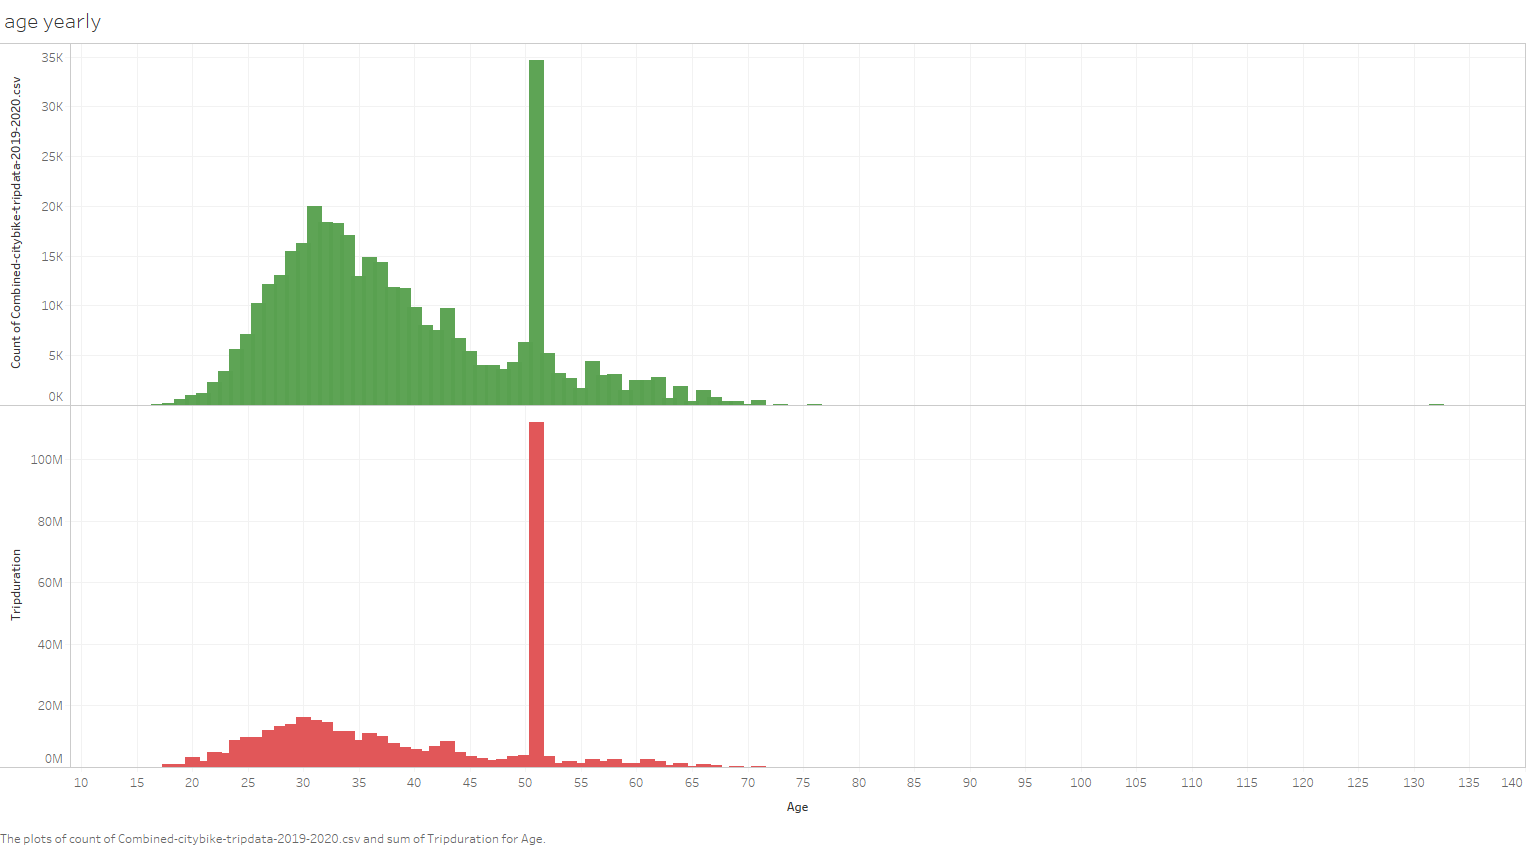 age yearly
Count of Combined-citybike-tripdata-2019-2020.csv
35K
30K
25K
20K
15K
10K
5K
0K
Tripduration
100M
80M
60M
40M
20M
0M
10 15 20 25 30 35 40 45 50 55 60 65 70 75 80 85 90 95 100 105 110 115 120 125 130 135 140
Age
The plots of count of Combined-citybike-tripdata-2019-2020.csv and sum of Tripduration for Age.